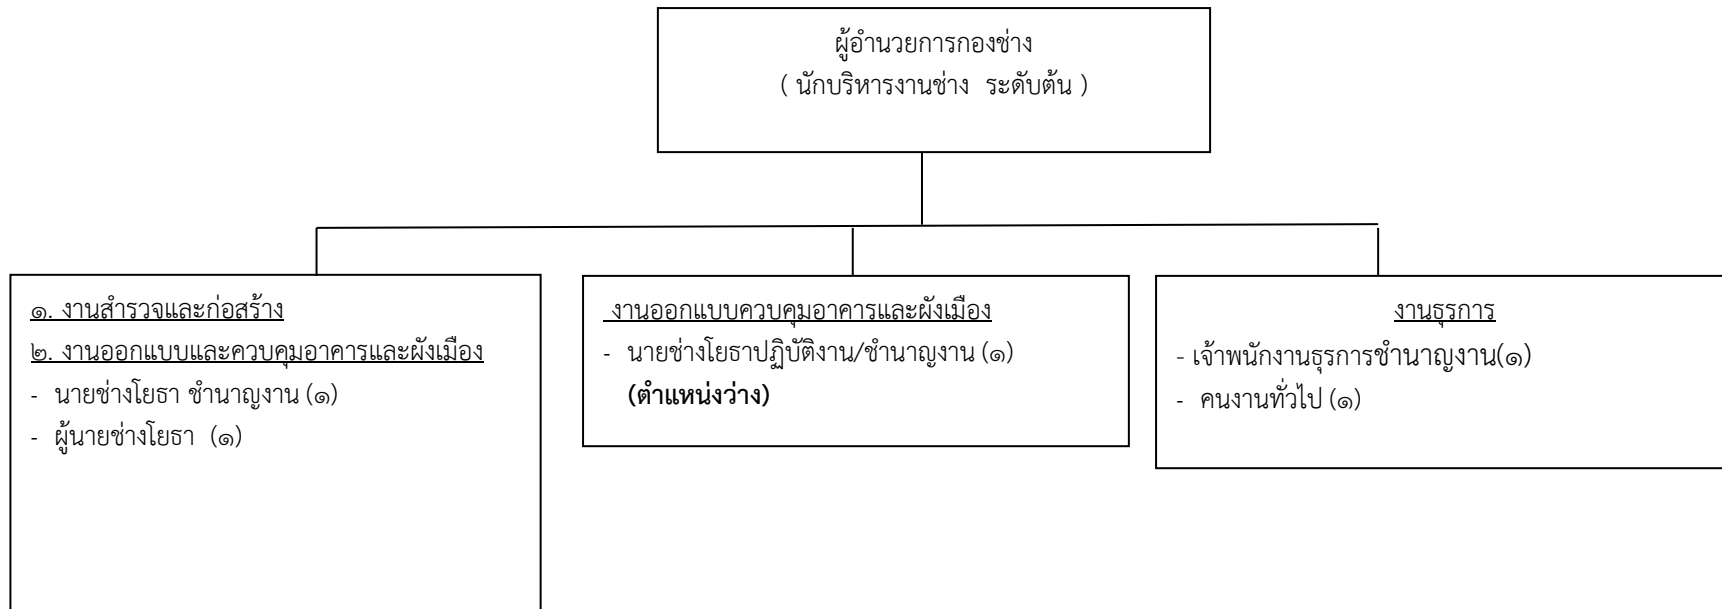 ผู้อำนวยการกองช่าง
( นักบริหารงานช่าง ระดับต้น )
๑. งานสำรวจและก่อสร้าง
๒. งานออกแบบและควบคุมอาคารและผังเมือง
- นายช่างโยธา ชำนาญงาน (๑)
- ผู้นายช่างโยธา (๑)
งานออกแบบควบคุมอาคารและผังเมือง
- นายช่างโยธาปฏิบัติงาน/ชำนาญงาน (๑)
(ตำแหน่งว่าง)
งานธุรการ
- เจ้าพนักงานธุรการชำนาญงาน(๑)
- คนงานทั่วไป (๑)